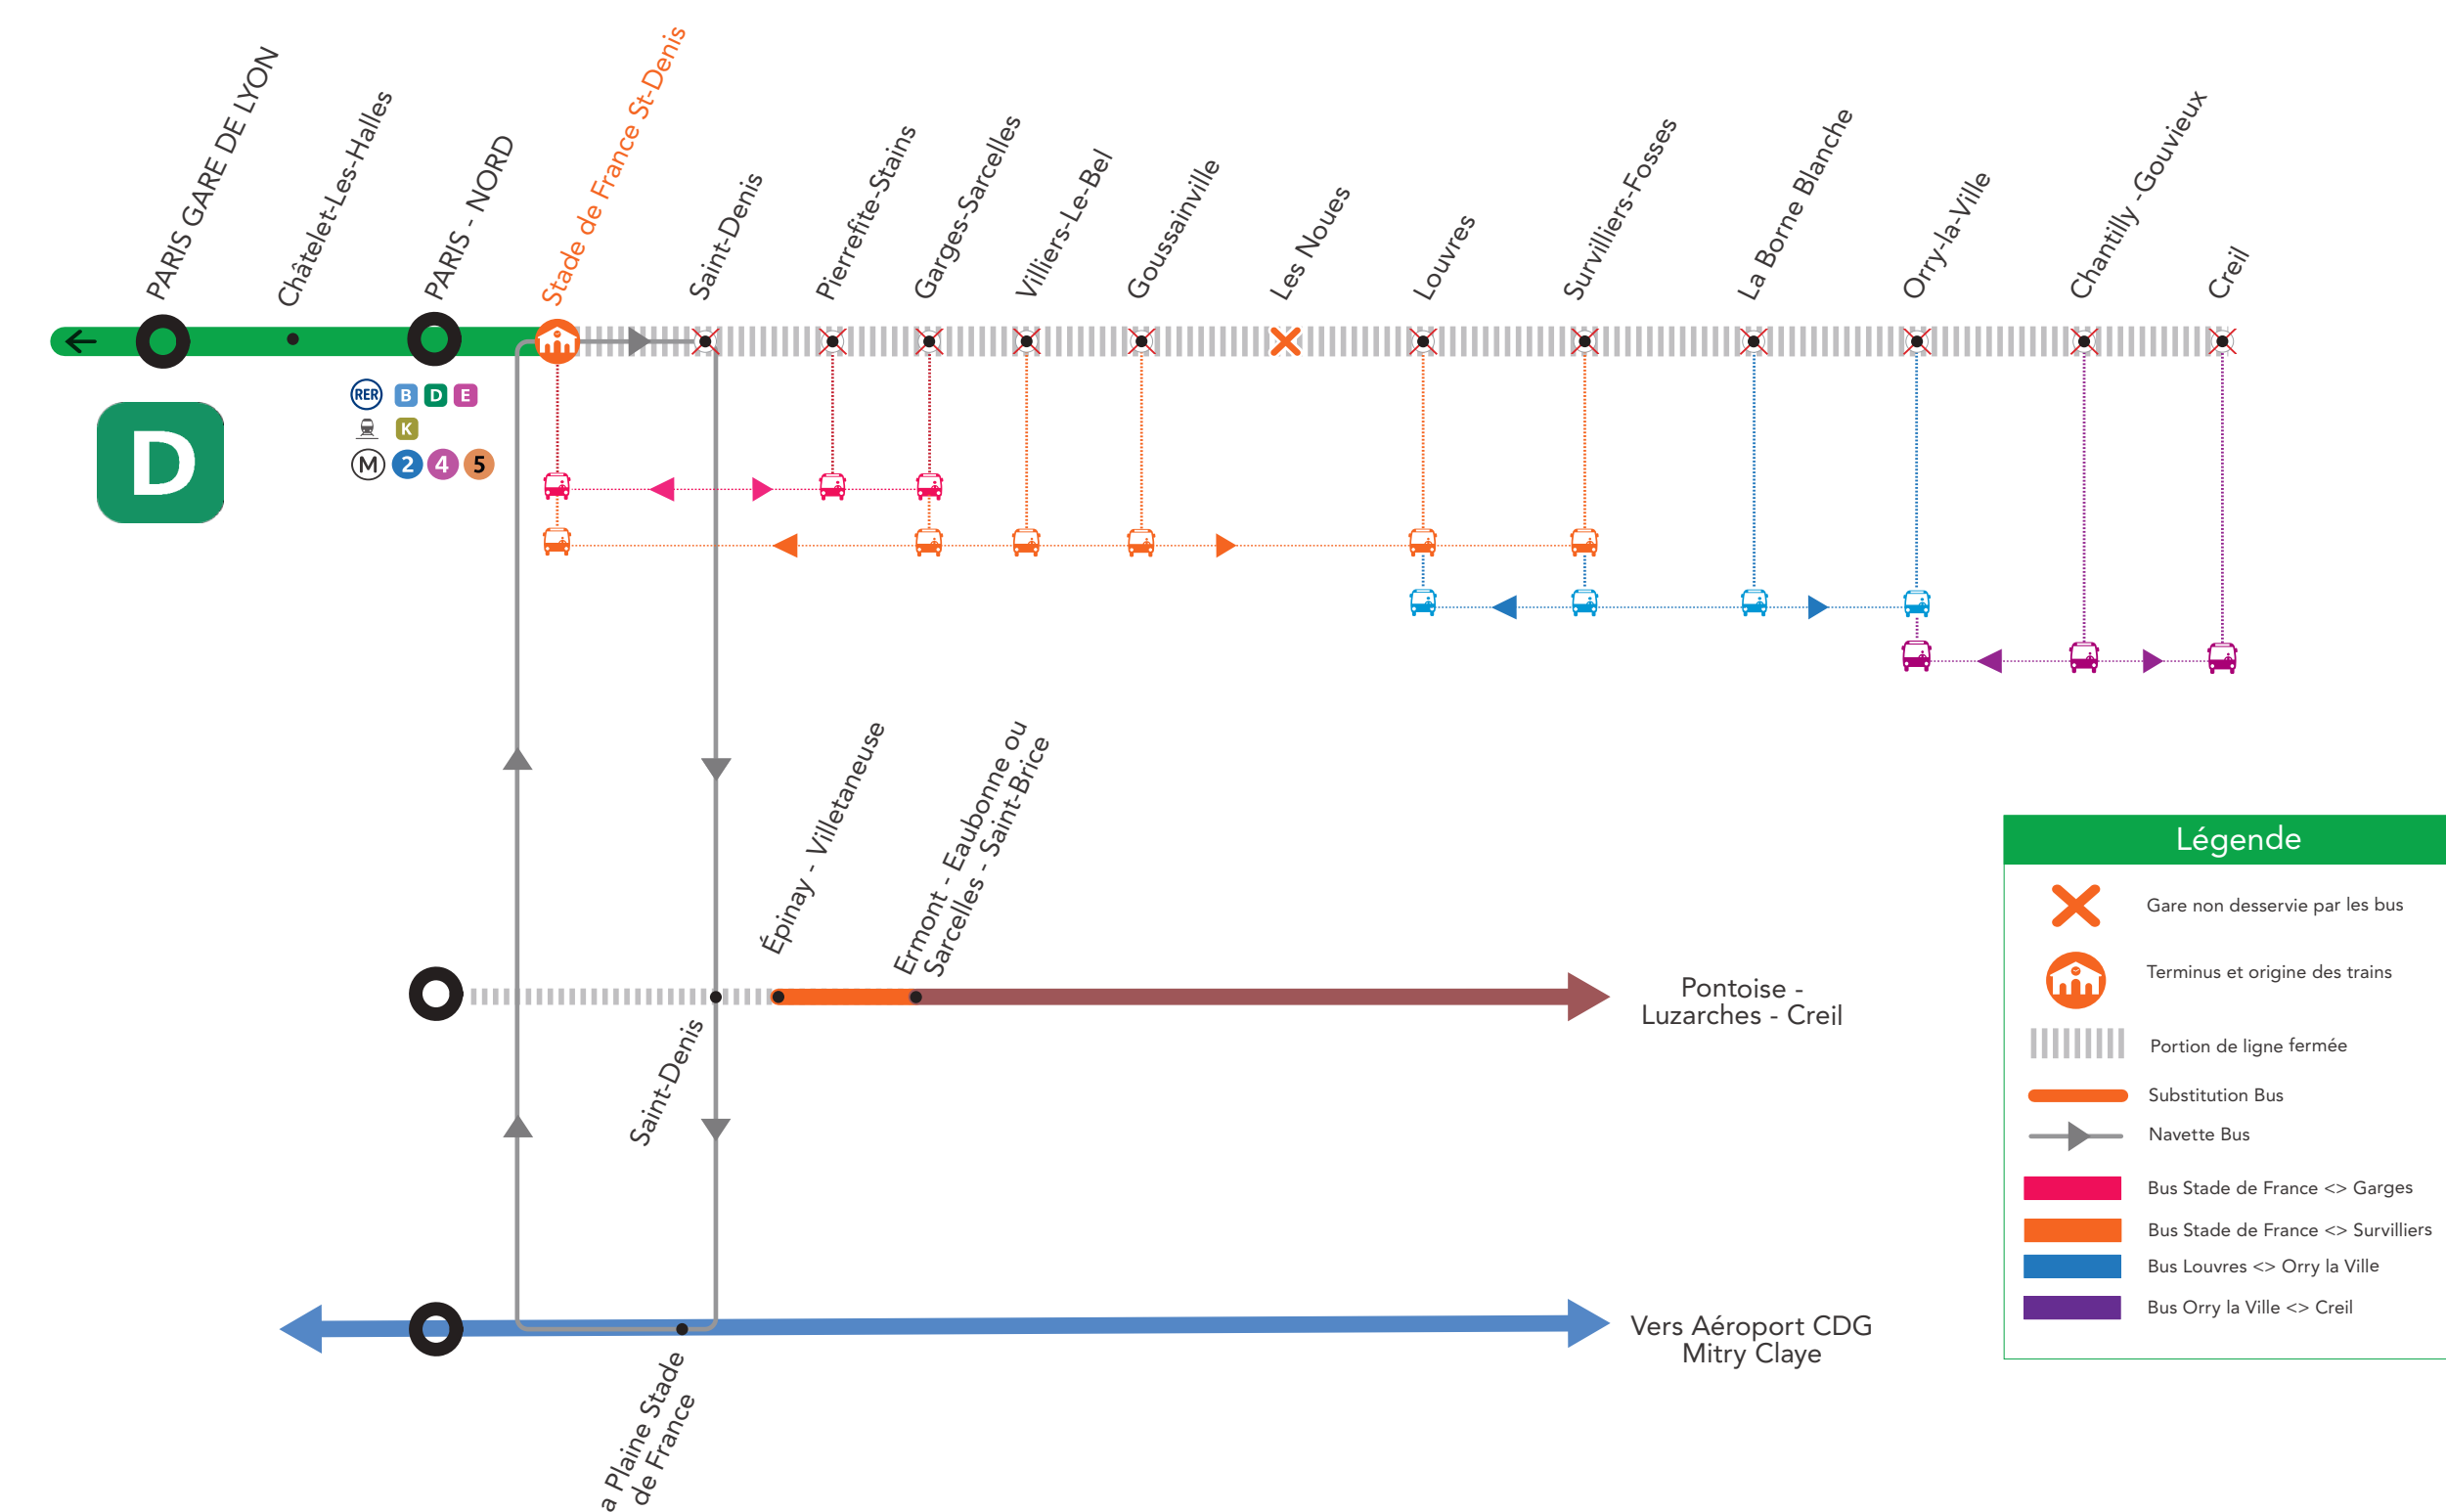 PARIS GARE DE LYON
Châtelet-Les-Halles
PARIS - NORD
Stade de France St-Denis
Saint-Denis
Pierrefite-Stains
Garges-Sarcelles
Villiers-Le-Bel
Goussainville
Les Noues
Louvres
Survilliers-Fosses
La Borne Blanche
Orry-la-Ville
Chantilly -Gouvieux
Creil
D
RER B D E
K
M 2 4 5
Épinay - Villetaneuse
Ermont - Eaubonne ou
Sarcelles - Saint-Brice
Saint-Denis
Pontoise -
Luzarches - Creil
a Plaine Stade
de France
Vers Aéroport CDG
Mitry Claye
Légende
Gare non desservie par les bus
Terminus et origine des trains
Portion de ligne fermée
Substitution Bus
Navette Bus
Bus Stade de France <> Garges
Bus Stade de France <> Survilliers
Bus Louvres <> Orry la Ville
Bus Orry la Ville <> Creil